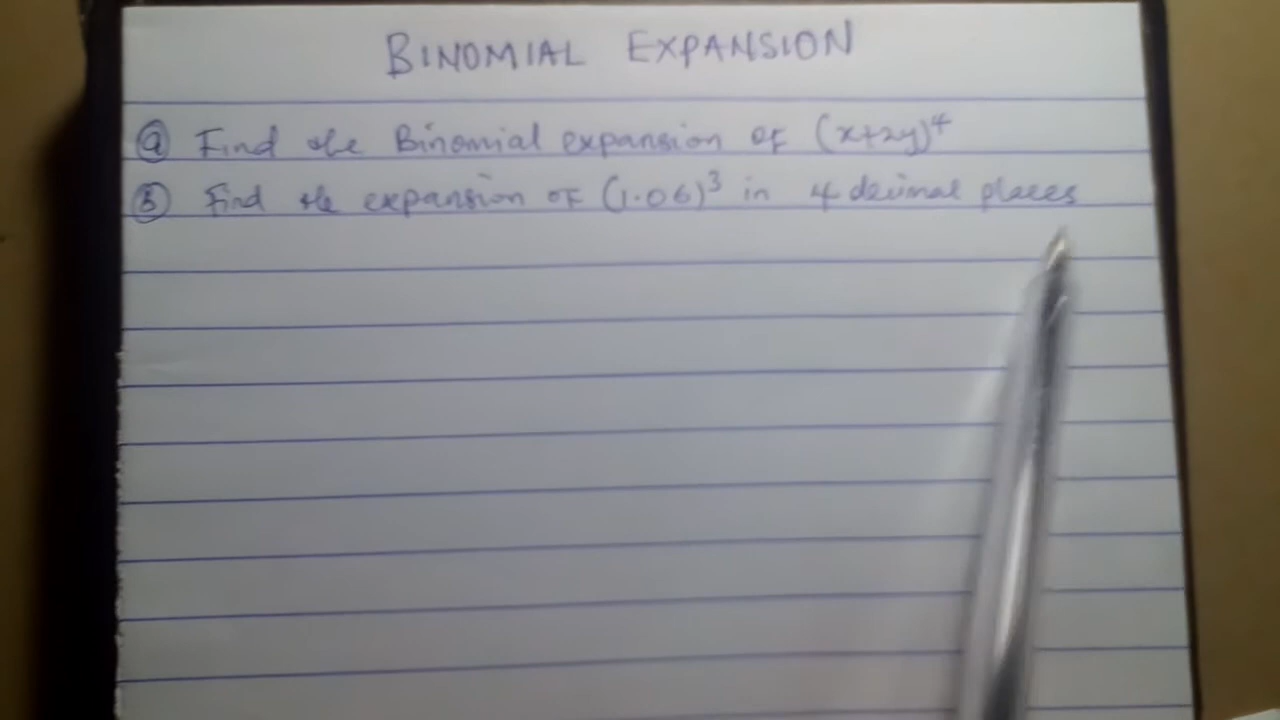 BINOMIAL EXPANSION
ⓐ Find the Binomial expansion of (x+2y)⁴
ⓑ Find the expansion of (1.06)³ in 4 decimal places